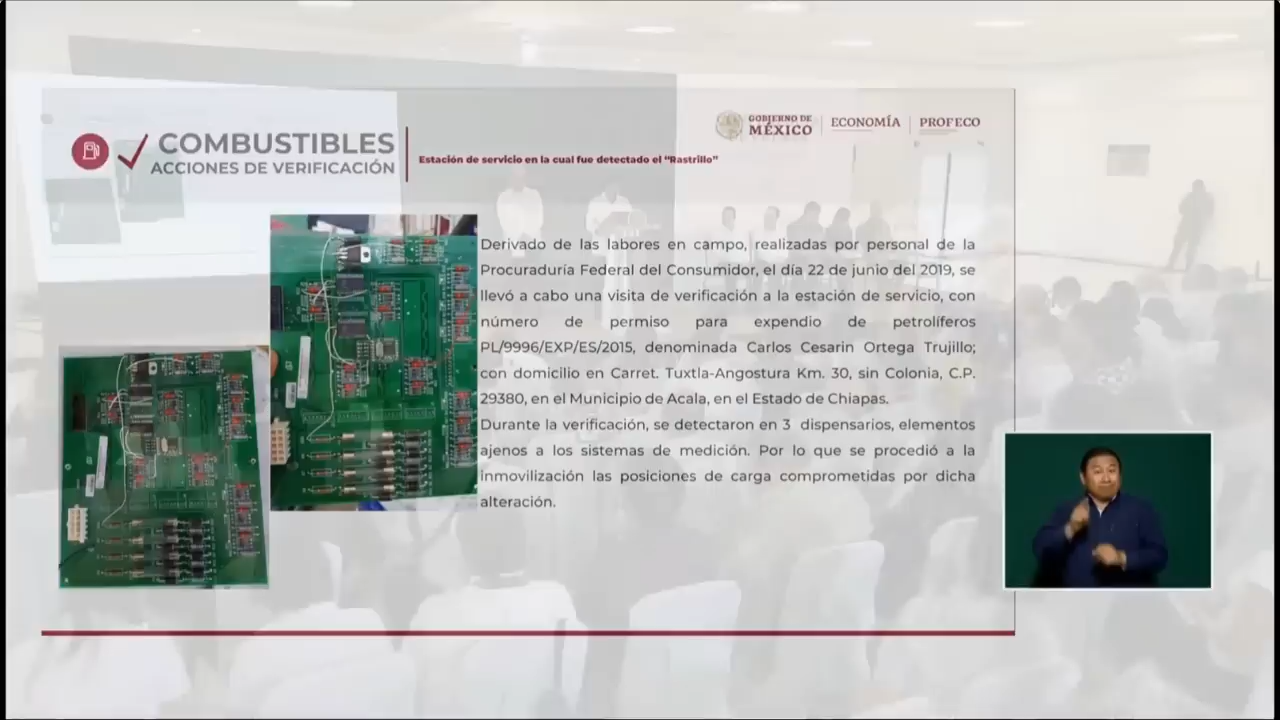 COMBUSTIBLES
ACCIONES DE VERIFICACIÓN
Estación de servicio en la cual fue detectado el “Rastrillo”
GOBIERNO DE
MÉXICO
ECONOMÍA
PROFECO
Derivado de las labores en campo, realizadas por personal de la
Procuraduría Federal del Consumidor, el día 22 de junio del 2019, se
llevó a cabo una visita de verificación a la estación de servicio, con
número de permiso para expendio de petrolíferos
PL/9996/EXP/ES/2015, denominada Carlos Cesarin Ortega Trujillo;
con domicilio en Carret. Tuxtla-Angostura Km. 30, sin Colonia, C.P.
29380, en el Municipio de Acala, en el Estado de Chiapas.
Durante la verificación, se detectaron en 3 dispensarios, elementos
ajenos a los sistemas de medición. Por lo que se procedió a la
inmovilización las posiciones de carga comprometidas por dicha
alteración.